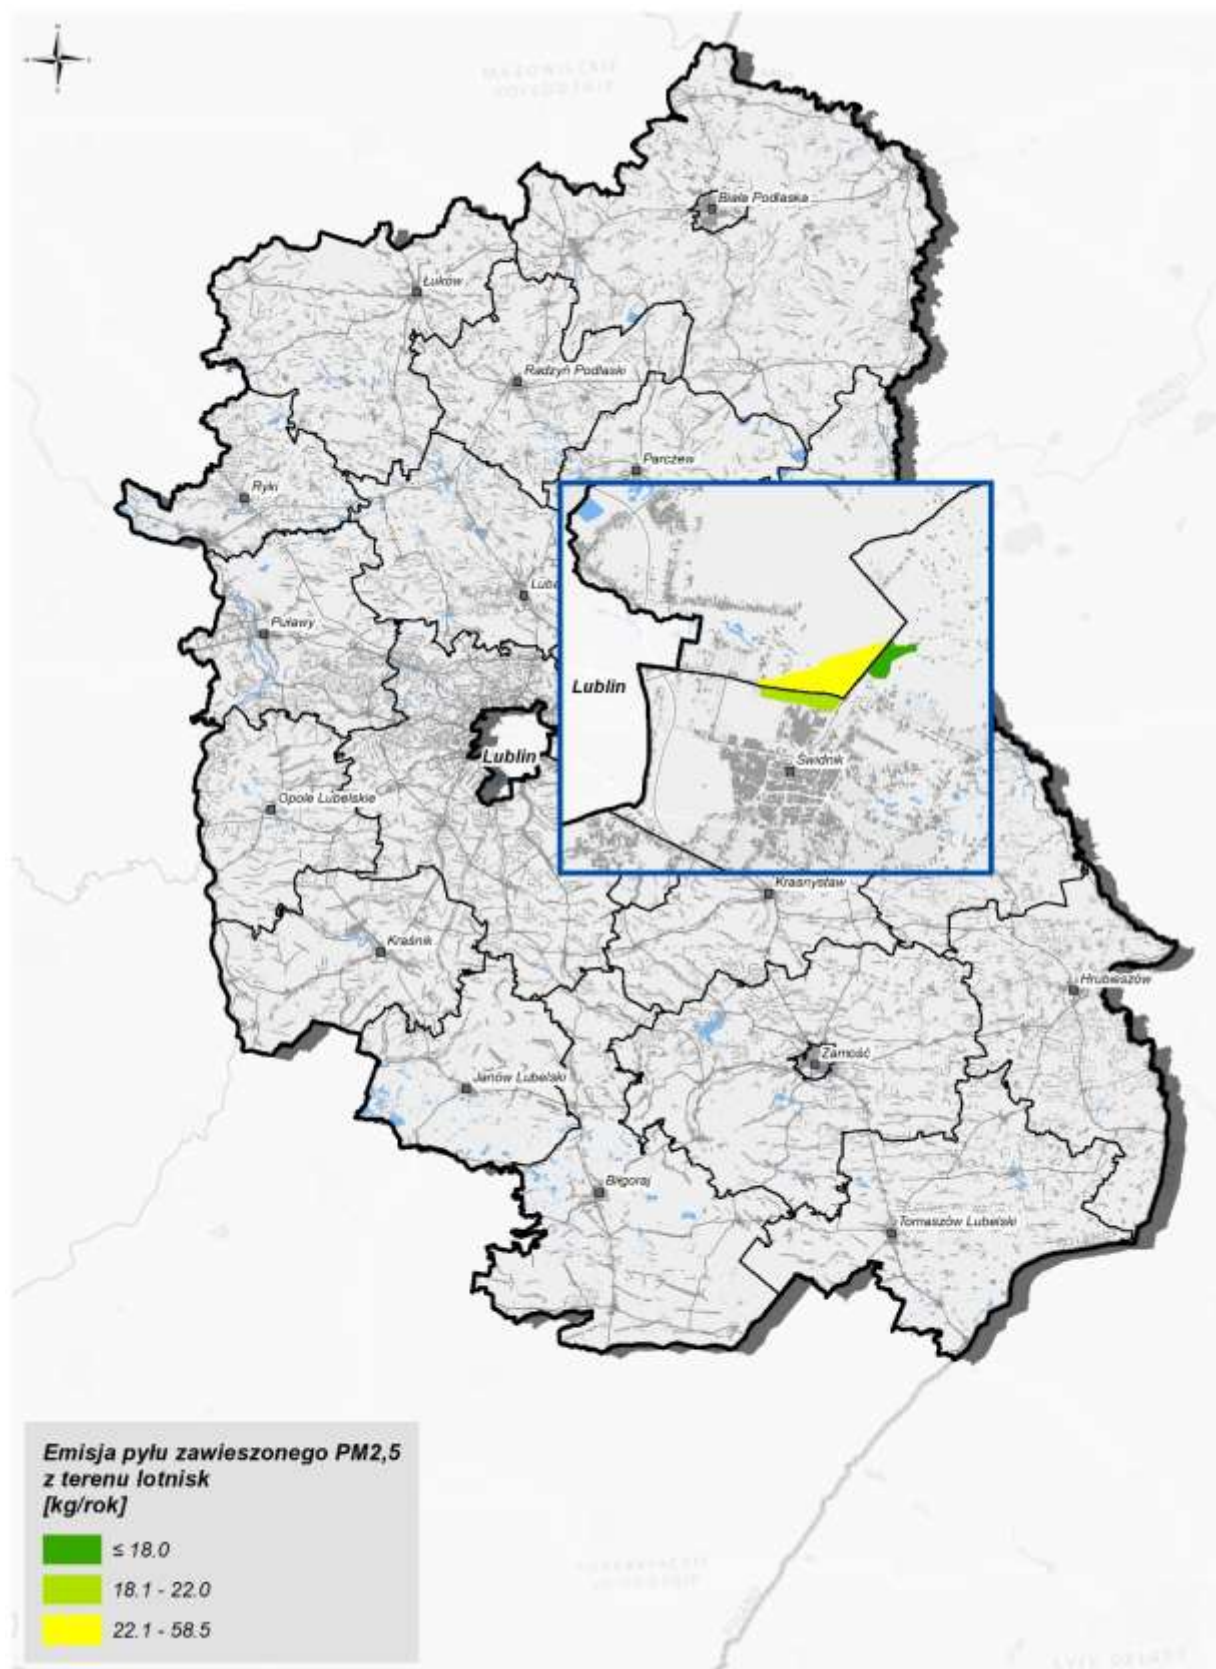 MAZOWIECKIE
Biała Podlaska
Łuków
Radzyń Podlaski
Parczew
Ryki
Puławy
Lublin
Świdnik
Lublin
Opole Lubelskie
Krasnystaw
Kraśnik
Hrubieszów
Zamość
Janów Lubelski
Biłgoraj
Tomaszów Lubelski
Emisja pyłu zawieszonego PM2,5
z terenu lotnisk
[kg/rok]
≤ 18.0
18.1 - 22.0
22.1 - 58.5